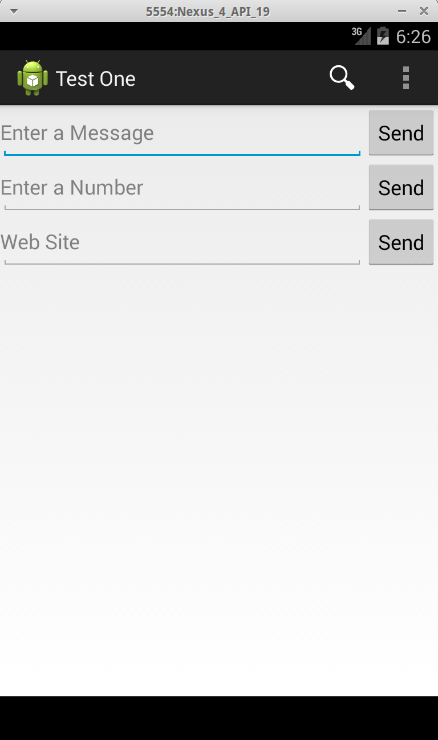 5554:Nexus_4_API_19
3G 6:26
Test One
Enter a Message Send
Enter a Number Send
Web Site Send